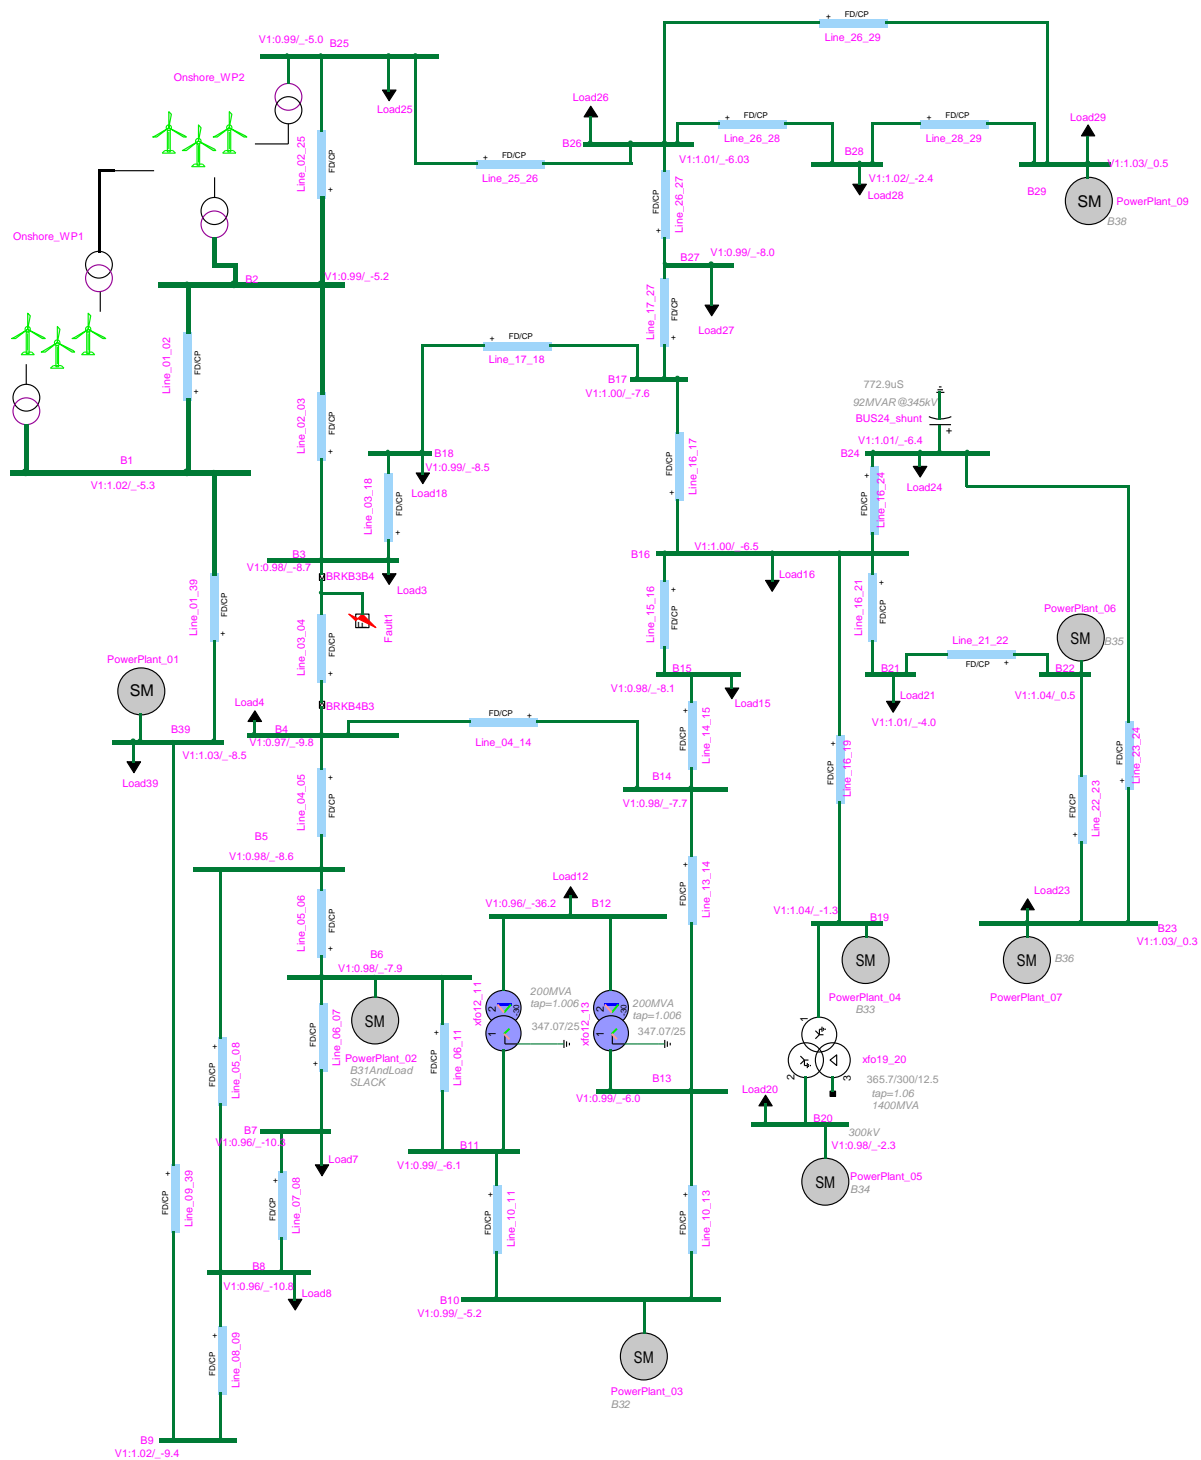 FD/CP
+
Line_26_29
V1:0.99/_-5.0
B25
Onshore_WP2
Load25
Load26
B26
V1:1.01/_-6.03
FD/CP
+
Line_26_28
FD/CP
+
Line_28_29
Load29
B28
V1:1.02/_-2.4
Load28
V1:1.03/_0.5
B29
SM
PowerPlant_09
B38
Line_02_25
FD/CP
+
FD/CP
+
Line_25_26
Line_26_27
FD/CP
+
Onshore_WP1
B2
V1:0.99/_-5.2
V1:0.99/_-8.0
B27
Load27
Line_17_27
FD/CP
+
Line_01_02
FD/CP
+
FD/CP
+
Line_17_18
B17
V1:1.00/_-7.6
Line_02_03
FD/CP
+
772.9uS
92MVAR@345kV
BUS24_shunt
+
V1:1.01/_-6.4
B24
Load24
B18
V1:0.99/_-8.5
Load18
B1
V1:1.02/_-5.3
Line_03_18
FD/CP
+
Line_16_17
FD/CP
+
Line_16_24
FD/CP
+
B3
V1:0.98/_-8.7
BRKB3B4
Load3
B16
V1:1.00/_-6.5
Load16
Line_01_39
FD/CP
+
Fault1
Line_03_04
FD/CP
+
Line_15_16
FD/CP
+
Line_16_21
FD/CP
+
PowerPlant_06
SM
B35
Line_21_22
FD/CP
+
PowerPlant_01
SM
B15
V1:0.98/_-8.1
Load15
B21
Load21
V1:1.01/_-4.0
B22
V1:1.04/_0.5
BRKB4B3
Load4
B4
V1:0.97/_-9.8
FD/CP
+
Line_04_14
Line_14_15
FD/CP
+
B39
V1:1.03/_-8.5
Load39
Line_16_19
FD/CP
+
Line_23_24
FD/CP
+
Line_04_05
FD/CP
+
B14
V1:0.98/_-7.7
Line_22_23
FD/CP
+
B5
V1:0.98/_-8.6
Line_13_14
FD/CP
+
Load12
V1:0.96/_-36.2
B12
Load23
Line_05_06
FD/CP
+
V1:1.04/_-1.3
B19
B23
V1:1.03/_0.3
B6
V1:0.98/_-7.9
SM
PowerPlant_04
B33
SM
B36
PowerPlant_07
xfo12_11
2
1
-30
200MVA
tap=1.006
347.07/25
xfo12_13
2
1
-30
200MVA
tap=1.006
347.07/25
SM
PowerPlant_02
B31AndLoad
SLACK
Line_06_07
FD/CP
+
Line_06_11
FD/CP
+
Line_05_08
FD/CP
+
1
2
3
xfo19_20
365.7/300/12.5
tap=1.06
1400MVA
B13
V1:0.99/_-6.0
Load20
B20
300kV
V1:0.98/_-2.3
B7
V1:0.96/_-10.3
Load7
B11
V1:0.99/_-6.1
SM
PowerPlant_05
B34
Line_09_39
FD/CP
+
Line_07_08
FD/CP
+
Line_10_11
FD/CP
+
Line_10_13
FD/CP
+
B8
V1:0.96/_-10.8
Load8
B10
V1:0.99/_-5.2
Line_08_09
FD/CP
+
SM
PowerPlant_03
B32
B9
V1:1.02/_-9.4